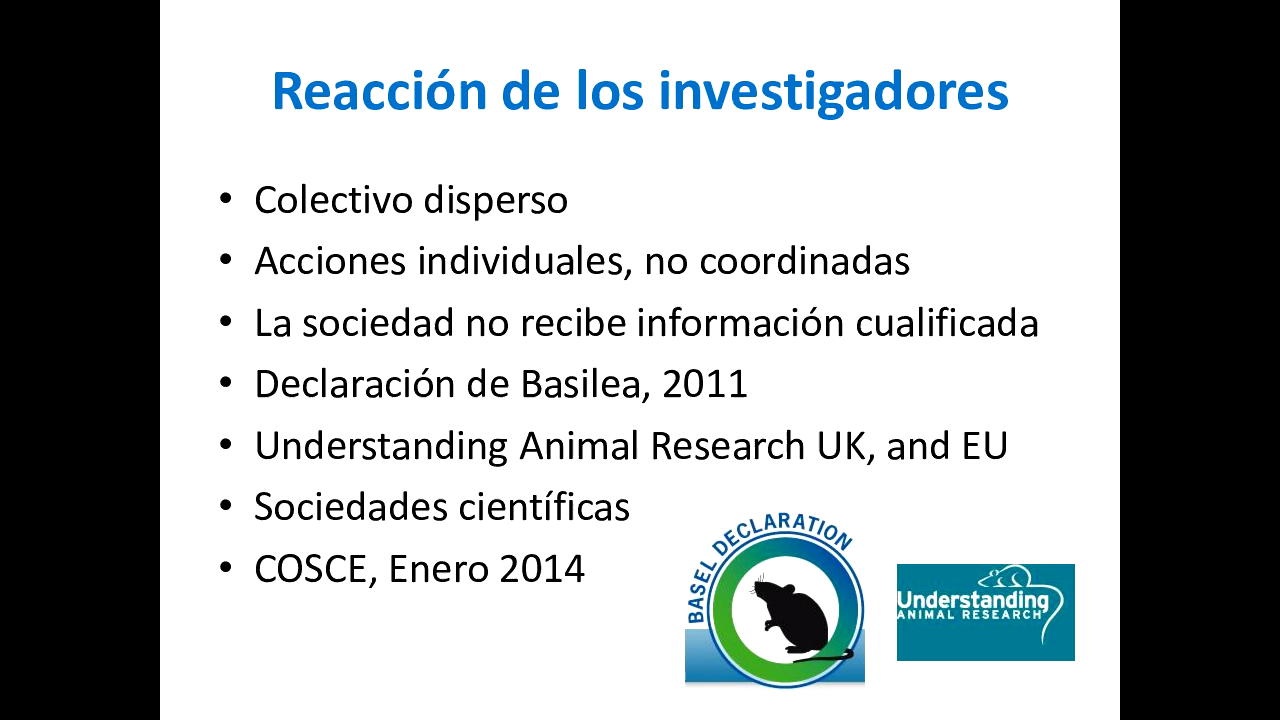 Reacción de los investigadores
• Colectivo disperso
• Acciones individuales, no coordinadas
• La sociedad no recibe información cualificada
• Declaración de Basilea, 2011
• Understanding Animal Research UK, and EU
• Sociedades científicas
• COSCE, Enero 2014
BASEL DECLARATION
Understanding
ANIMAL RESEARCH